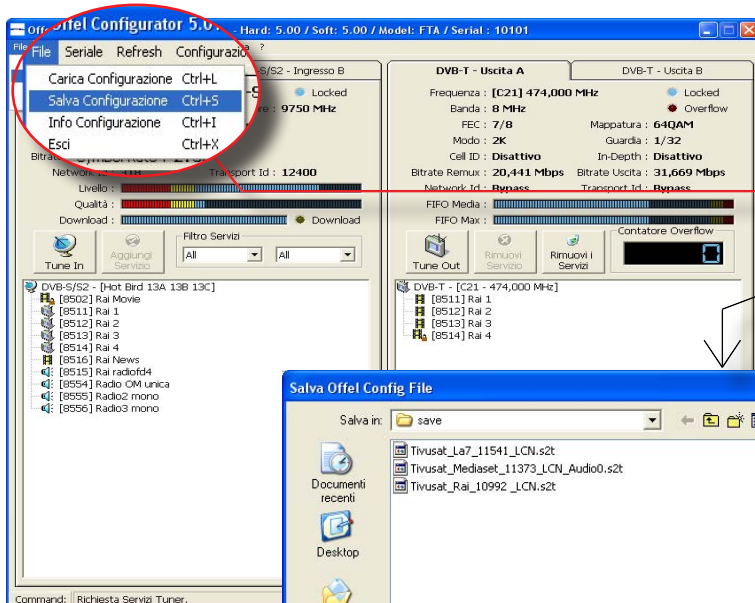 Offel Configurator 5.0
- Hard: 5.00 / Soft: 5.00 / Model: FTA / Serial : 10101
File Seriale Refresh Configurazio
?
Carica Configurazione Ctrl+L
Salva Configurazione Ctrl+S
Info Configurazione Ctrl+I
Esci Ctrl+X
S/S2 - Ingresso B
Locked
: 9750 MHz
Bitrate
Network Id : 318 Transport Id : 12400
Livello :
Qualità :
Download : Download
Tune In
Aggiungi Servizio
Filtro Servizi
All All
DVB-S/S2 - [Hot Bird 13A 13B 13C]
[8502] Rai Movie
[8511] Rai 1
[8512] Rai 2
[8513] Rai 3
[8514] Rai 4
[8516] Rai News
[8515] Rai radiofd4
[8554] Radio OM unica
[8555] Radio2 mono
[8556] Radio3 mono
DVB-T - Uscita A DVB-T - Uscita B
Frequenza : [C21] 474,000 MHz Locked
Banda : 8 MHz Overflow
FEC : 7/8 Mappatura : 64QAM
Modo : 2K Guardia : 1/32
Cell ID : Disattivo In-Depth : Disattivo
Bitrate Remux : 20,441 Mbps Bitrate Uscita : 31,669 Mbps
Network Id : Bypass Transport Id : Bypass
FIFO Media :
FIFO Max :
Tune Out
Rimuovi Servizio
Rimuovi i Servizi
Contatore Overflow
0
DVB-T - [C21 - 474,000 MHz]
[8511] Rai 1
[8512] Rai 2
[8513] Rai 3
[8514] Rai 4
Salva Offel Config File
Salva in: save
Tivusat_La7_11541_LCN.s2t
Tivusat_Mediaset_11373_LCN_Audio0.s2t
Tivusat_Rai_10992 _LCN.s2t
Documenti recenti
Desktop
Command: Richiesta Servizi Tuner.